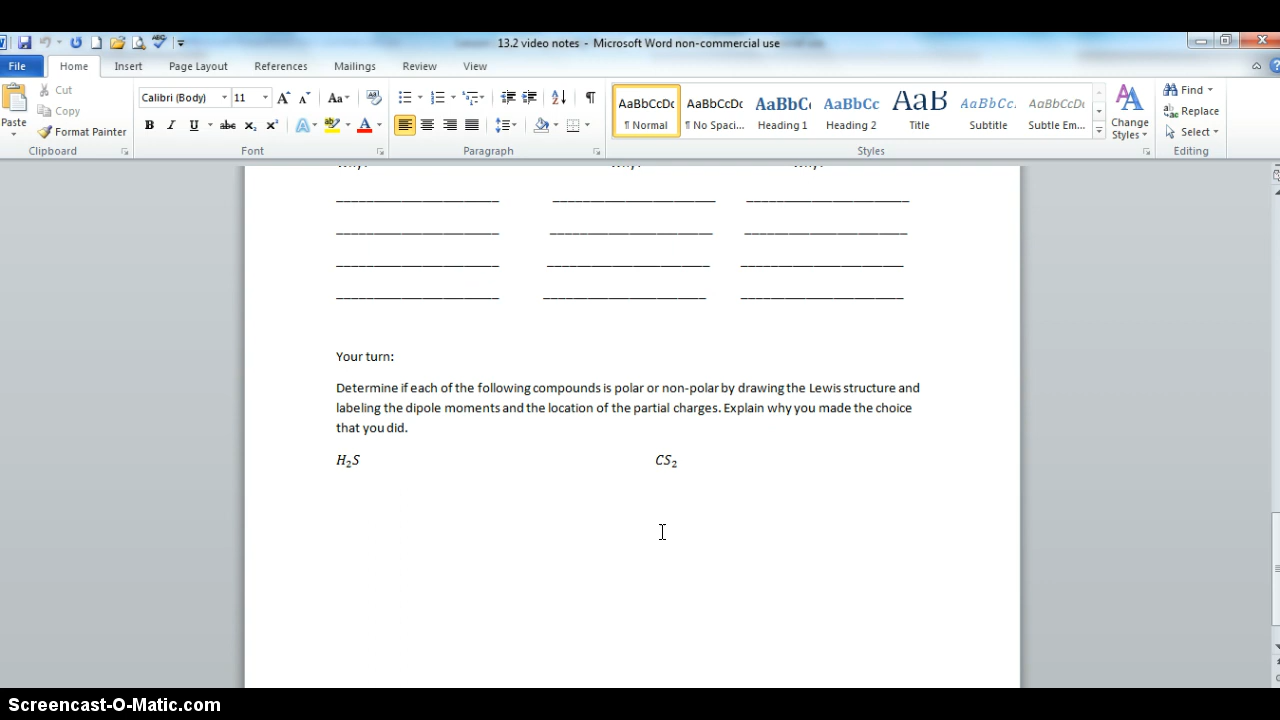 13.2 video notes - Microsoft Word non-commercial use
File Home Insert Page Layout References Mailings Review View
Paste
Cut
Copy
Format Painter
Clipboard
Calibri (Body) 11
Font
Paragraph
AaBbCcDc AaBbCcDc AaBbC AaBbCc AaB AaBbCc. AaBbCcDc
¶ Normal ¶ No Spaci... Heading 1 Heading 2 Title Subtitle Subtle Em...
Styles
Change Styles
Find
Replace
Select
Editing
Your turn:
Determine if each of the following compounds is polar or non-polar by drawing the Lewis structure and
labeling the dipole moments and the location of the partial charges. Explain why you made the choice
that you did.
H₂S CS₂
Screencast-O-Matic.com